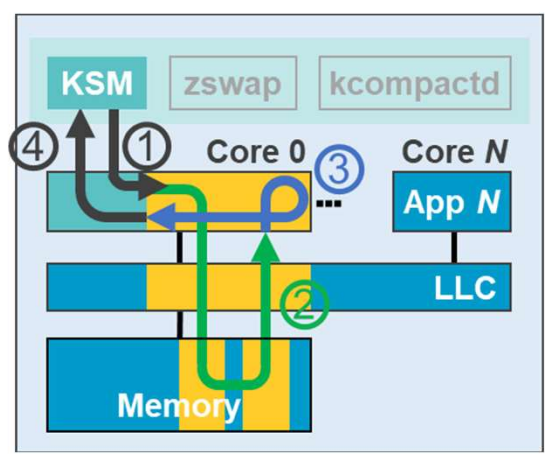 KSM zswap kcompactd
④ ① Core 0 Core N
③
... App N
② LLC
Memory